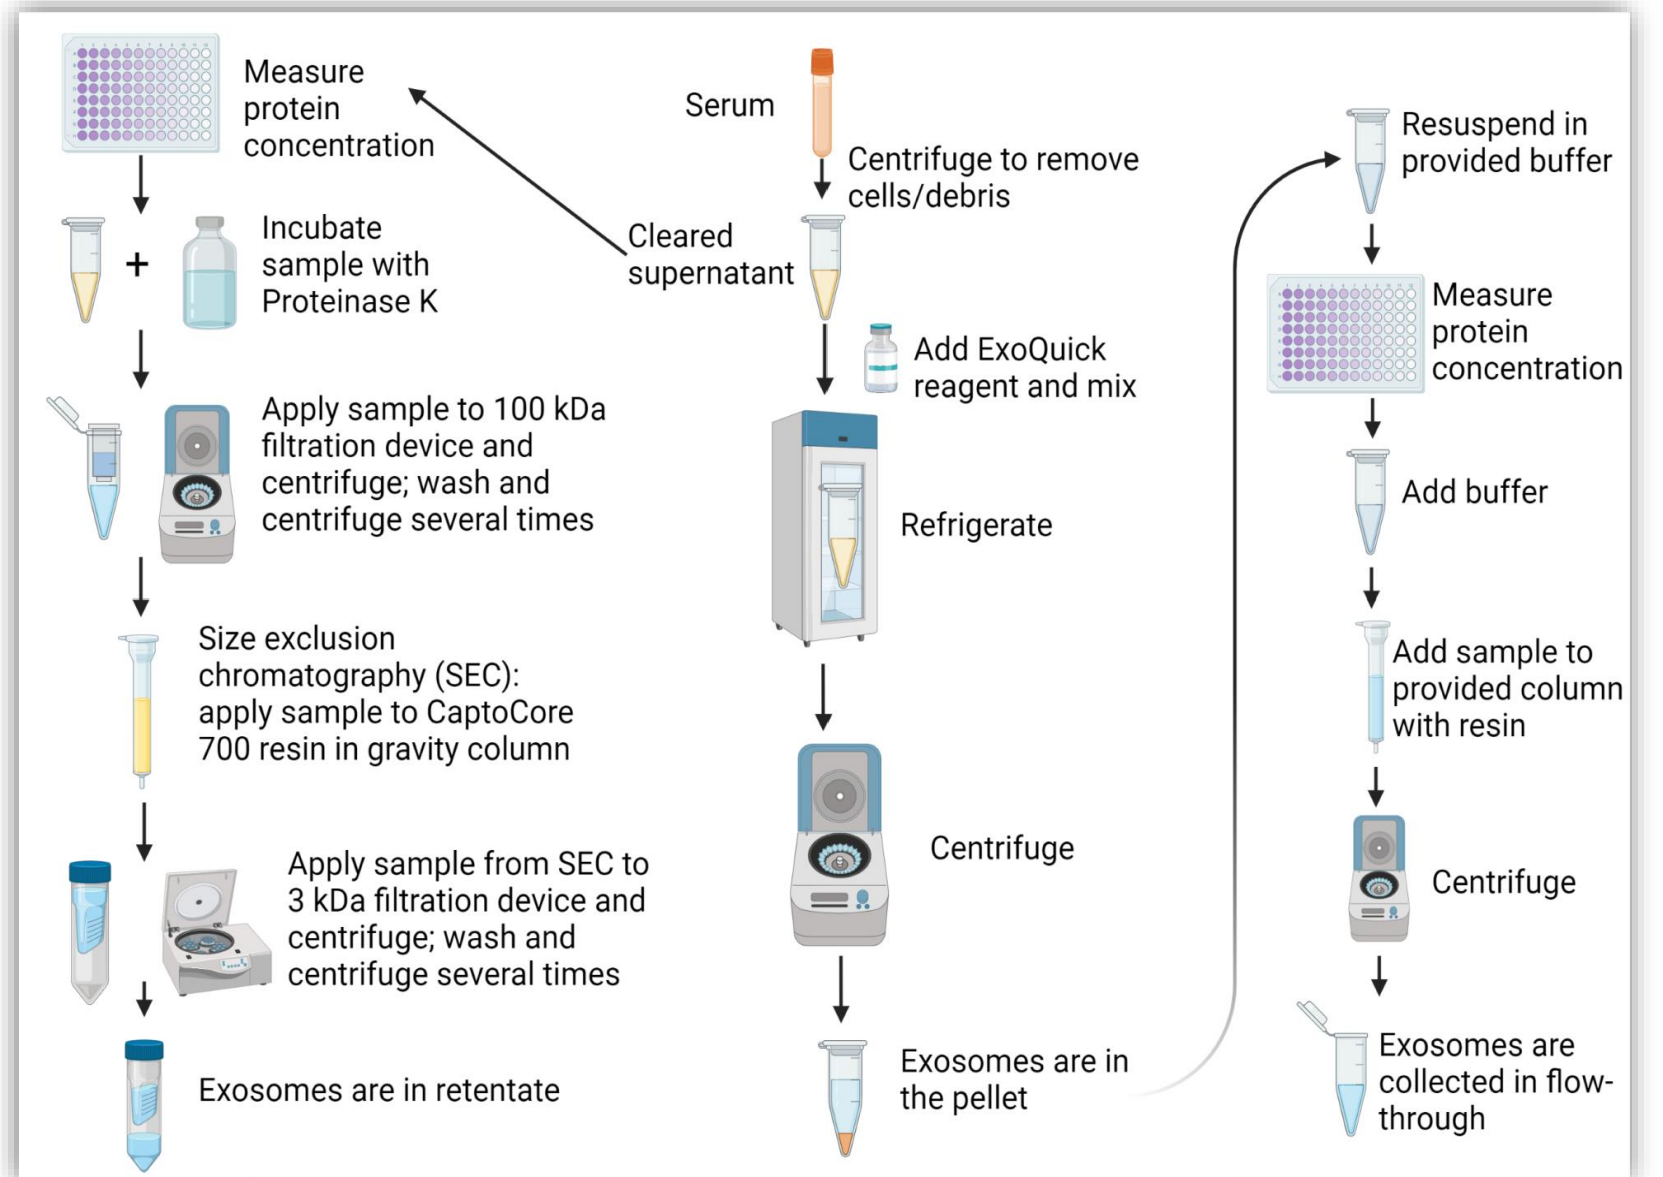 Measure
protein
concentration
Incubate
sample with
Proteinase K
+
Apply sample to 100 kDa
filtration device and
centrifuge; wash and
centrifuge several times
Size exclusion
chromatography (SEC):
apply sample to CaptoCore
700 resin in gravity column
Apply sample from SEC to
3 kDa filtration device and
centrifuge; wash and
centrifuge several times
Exosomes are in retentate
Serum
Centrifuge to remove
cells/debris
Cleared
supernatant
Add ExoQuick
reagent and mix
Refrigerate
Centrifuge
Exosomes are in
the pellet
Resuspend in
provided buffer
Measure
protein
concentration
Add buffer
Add sample to
provided column
with resin
Centrifuge
Exosomes are
collected in flow-
through